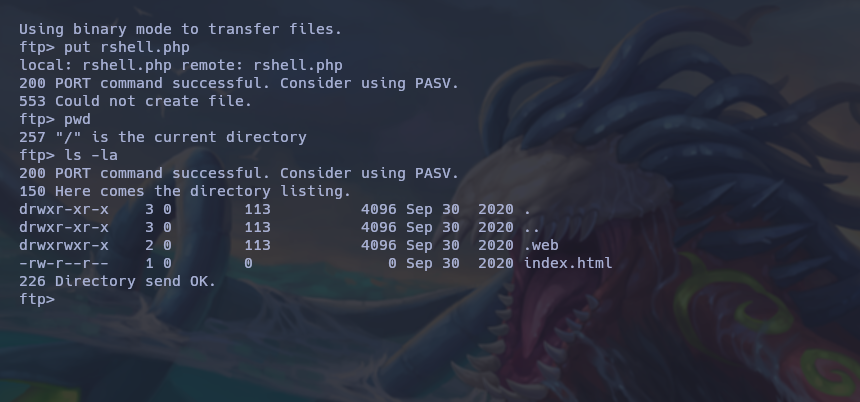 Using binary mode to transfer files.
ftp> put rshell.php
local: rshell.php remote: rshell.php
200 PORT command successful. Consider using PASV.
553 Could not create file.
ftp> pwd
257 "/" is the current directory
ftp> ls -la
200 PORT command successful. Consider using PASV.
150 Here comes the directory listing.
drwxr-xr-x    3 0        113          4096 Sep 30  2020 .
drwxr-xr-x    3 0        113          4096 Sep 30  2020 ..
drwxrwxr-x    2 0        113          4096 Sep 30  2020 .web
-rw-r--r--    1 0        0               0 Sep 30  2020 index.html
226 Directory send OK.
ftp>